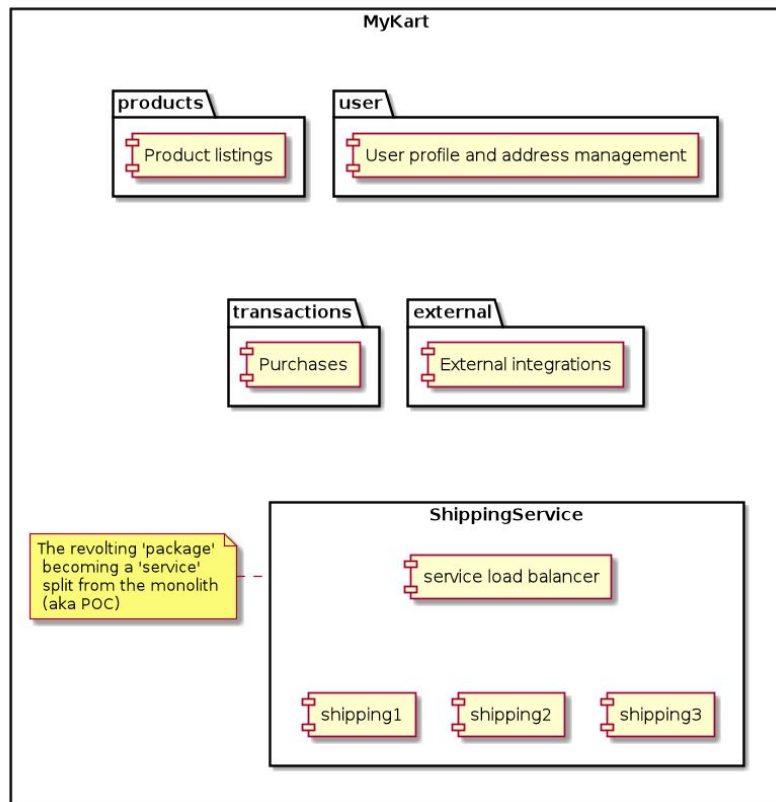 MyKart
products
user
Product listings
User profile and address management
transactions
external
Purchases
External integrations
ShippingService
The revolting 'package'
becoming a 'service'
split from the monolith
(aka POC)
service load balancer
shipping1
shipping2
shipping3